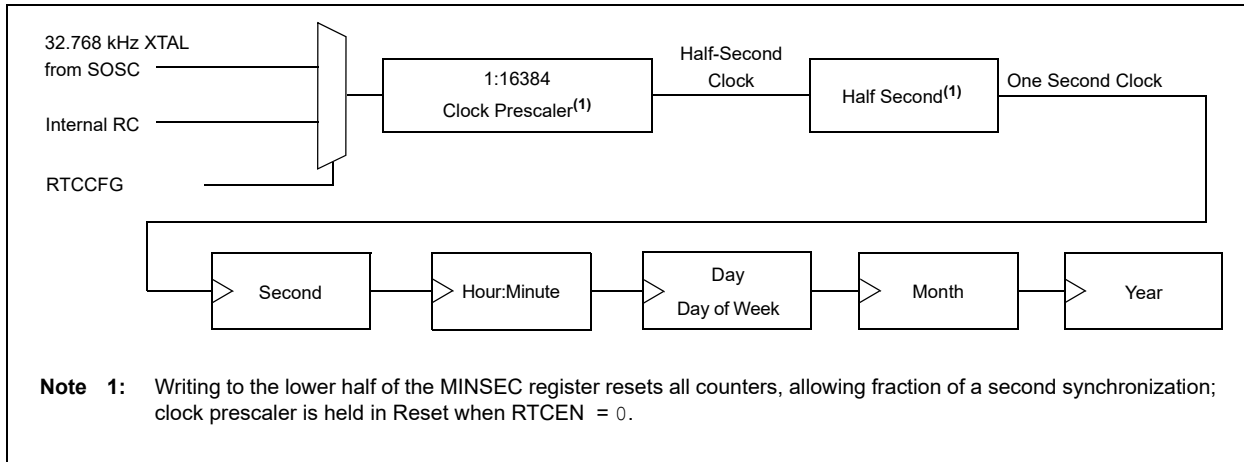 32.768 kHz XTAL
from SOSC
Internal RC
RTCCFG
1:16384
Clock Prescaler(1)
Half-Second
Clock
Half Second(1)
One Second Clock
Second
Hour:Minute
Day
Day of Week
Month
Year
Note 1: Writing to the lower half of the MINSEC register resets all counters, allowing fraction of a second synchronization;
clock prescaler is held in Reset when RTCEN = 0.